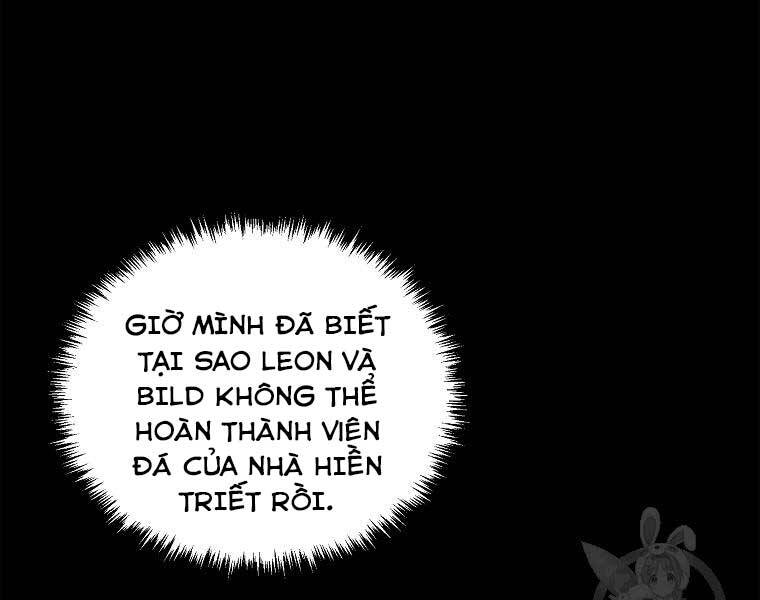 GIỜ MÌNH ĐÃ BIẾT
TẠI SAO LEON VÀ
BILD KHÔNG THỂ
HOÀN THÀNH VIÊN
ĐÁ CỦA NHÀ HIỀN
TRIẾT RỒI.